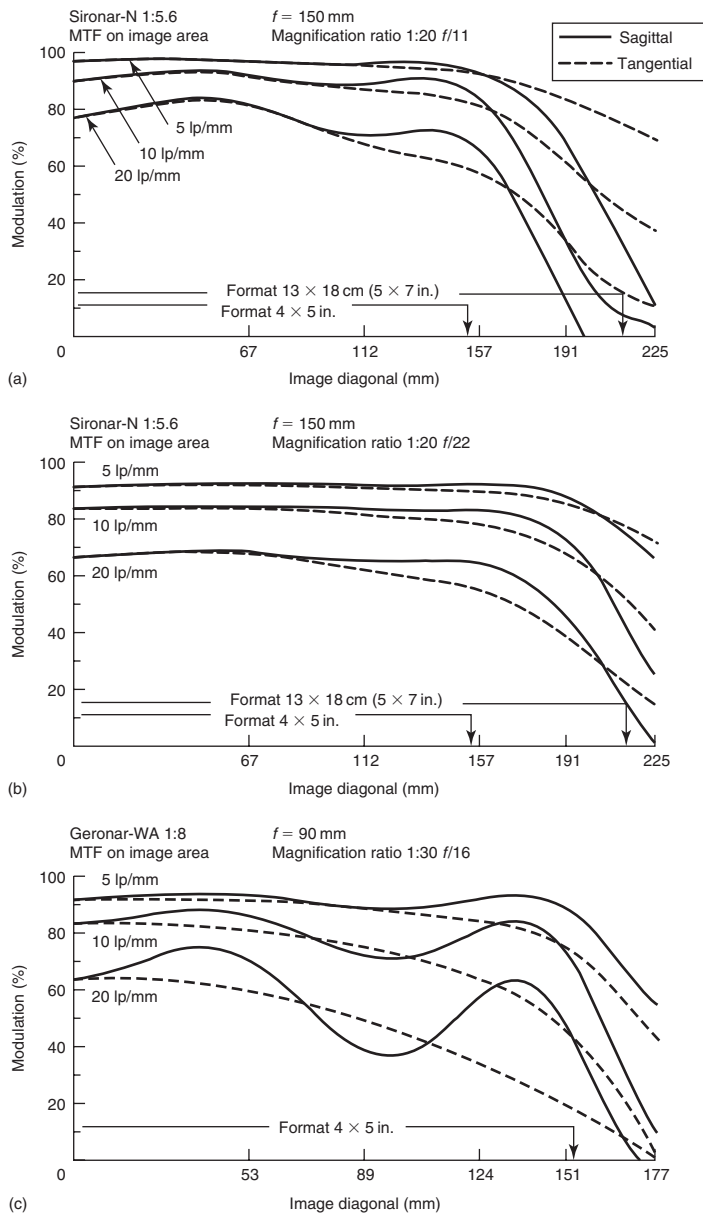 Sironar-N 1:5.6 f = 150 mm
MTF on image area Magnification ratio 1:20 f/11
Sagittal
Tangential
100
80
60
40
20
0
Modulation (%)
5 lp/mm
10 lp/mm
20 lp/mm
Format 13 × 18 cm (5 × 7 in.)
Format 4 × 5 in.
67 112 157 191 225
(a) Image diagonal (mm)
Sironar-N 1:5.6 f = 150 mm
MTF on image area Magnification ratio 1:20 f/22
100
80
60
40
20
0
Modulation (%)
5 lp/mm
10 lp/mm
20 lp/mm
Format 13 × 18 cm (5 × 7 in.)
Format 4 × 5 in.
67 112 157 191 225
(b) Image diagonal (mm)
Geronar-WA 1:8 f = 90 mm
MTF on image area Magnification ratio 1:30 f/16
100
80
60
40
20
0
Modulation (%)
5 lp/mm
10 lp/mm
20 lp/mm
Format 4 × 5 in.
53 89 124 151 177
(c) Image diagonal (mm)